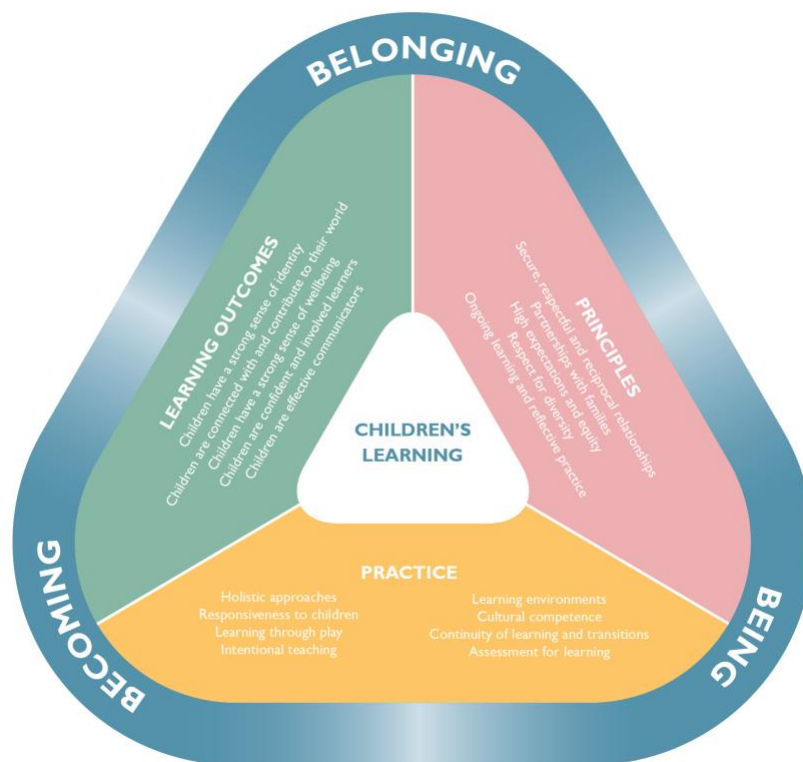 BELONGING
LEARNING OUTCOMES
Children have a strong sense of identity
Children are connected with and contribute to their world
Children have a strong sense of wellbeing
Children are confident and involved learners
Children are effective communicators
PRINCIPLES
Secure, respectful and reciprocal relationships
Partnerships with families
High expectations and equity
Respect for diversity
Ongoing learning and reflective practice
CHILDREN'S
LEARNING
PRACTICE
Holistic approaches
Responsiveness to children
Learning through play
Intentional teaching
Learning environments
Cultural competence
Continuity of learning and transitions
Assessment for learning
BECOMING
BEING